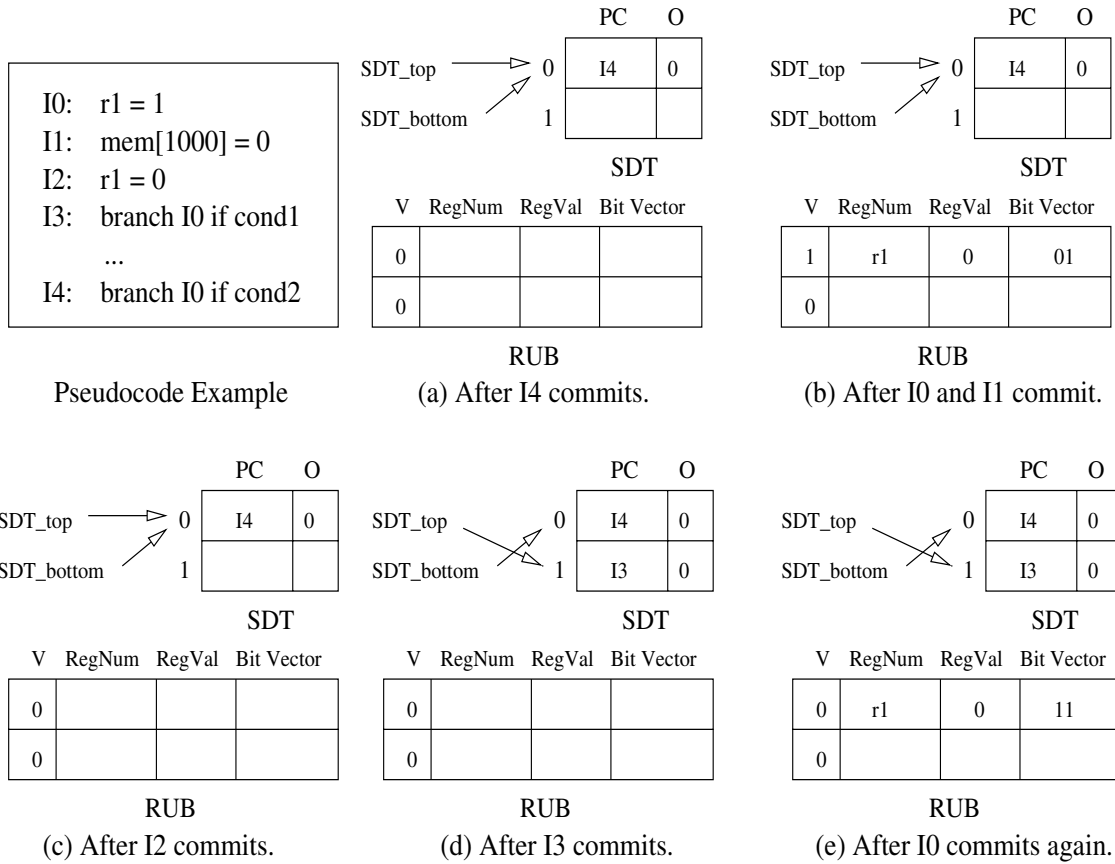 I0: r1 = 1
I1: mem[1000] = 0
I2: r1 = 0
I3: branch I0 if cond1
...
I4: branch I0 if cond2
Pseudocode Example
PC O
SDT_top 0 I4 0
SDT_bottom 1
SDT
V RegNum RegVal Bit Vector
0
0
RUB
(a) After I4 commits.
PC O
SDT_top 0 I4 0
SDT_bottom 1
SDT
V RegNum RegVal Bit Vector
1 r1 0 01
0
RUB
(b) After I0 and I1 commit.
PC O
SDT_top 0 I4 0
SDT_bottom 1
SDT
V RegNum RegVal Bit Vector
0
0
RUB
(c) After I2 commits.
PC O
SDT_top 0 I4 0
SDT_bottom 1 I3 0
SDT
V RegNum RegVal Bit Vector
0
0
RUB
(d) After I3 commits.
PC O
SDT_top 0 I4 0
SDT_bottom 1 I3 0
SDT
V RegNum RegVal Bit Vector
0 r1 0 11
0
RUB
(e) After I0 commits again.